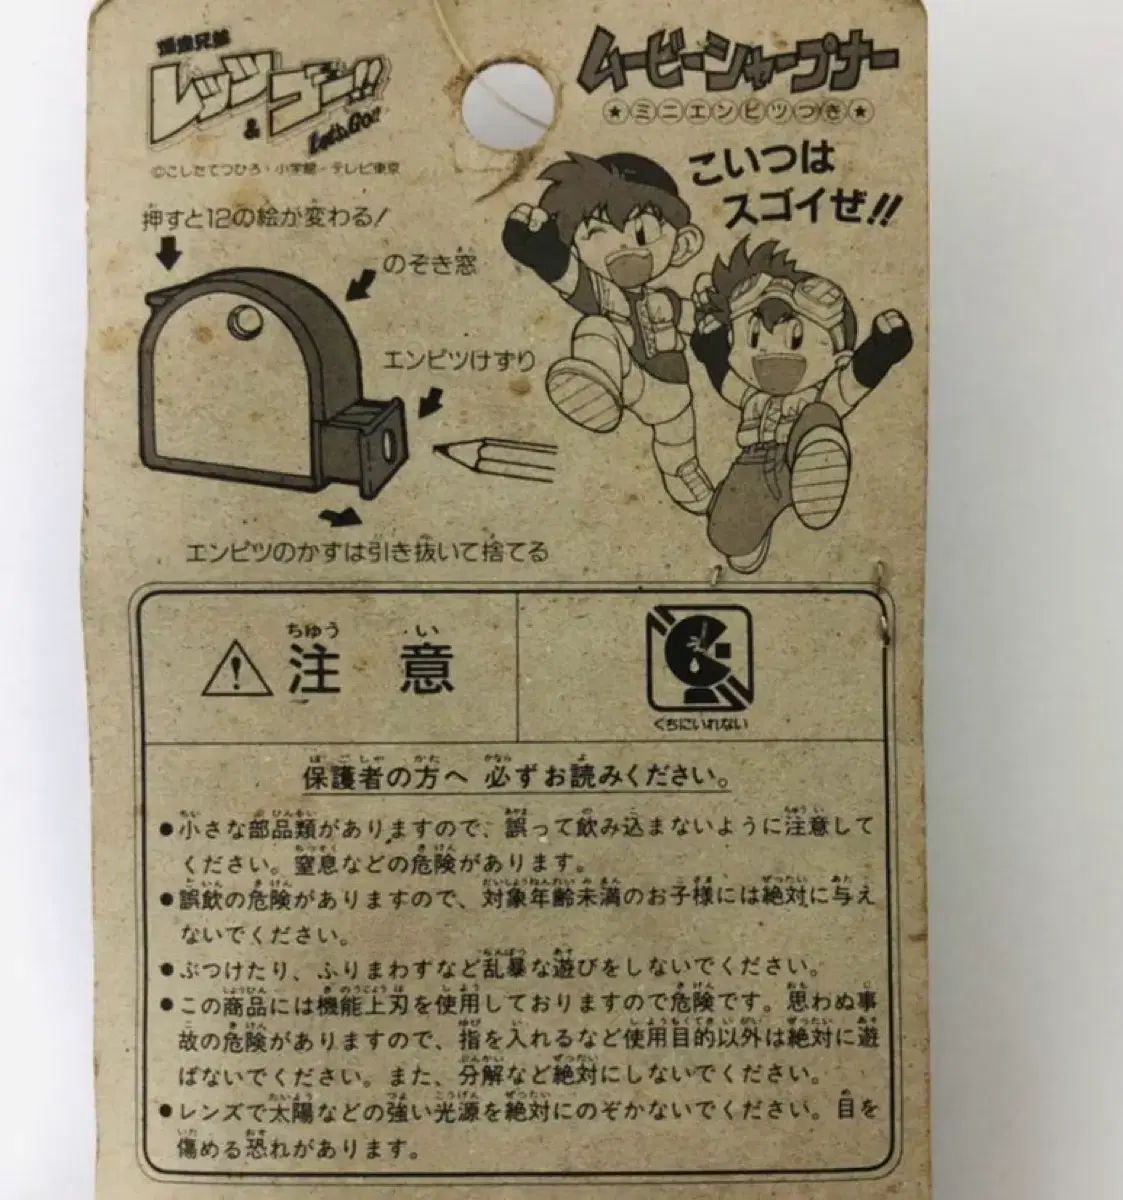 爆走兄弟
レッツ
&
ゴー!!
Let's & Go!!
©こしたてつひろ・小学館・テレビ東京
ムービーシャープナー
★ミニエンピツつき★
こいつは
スゴイぜ!!
押すと12の絵が変わる!
のぞき窓
エンピツけずり
エンピツのかすは引き抜いて捨てる
注意
くちにいれない
保護者の方へ 必ずお読みください。
●小さな部品類がありますので、誤って飲み込まないように注意して
ください。窒息などの危険があります。
●誤飲の危険がありますので、対象年齢未満のお子様には絶対に与え
ないでください。
●ぶつけたり、ふりまわすなど乱暴な遊びをしないでください。
●この商品には機能上刃を使用しておりますので危険です。思わぬ事
故の危険がありますので、指を入れるなど使用目的以外は絶対に遊
ばないでください。また、分解など絶対にしないでください。
●レンズで太陽などの強い光源を絶対にのぞかないでください。目を
傷める恐れがあります。